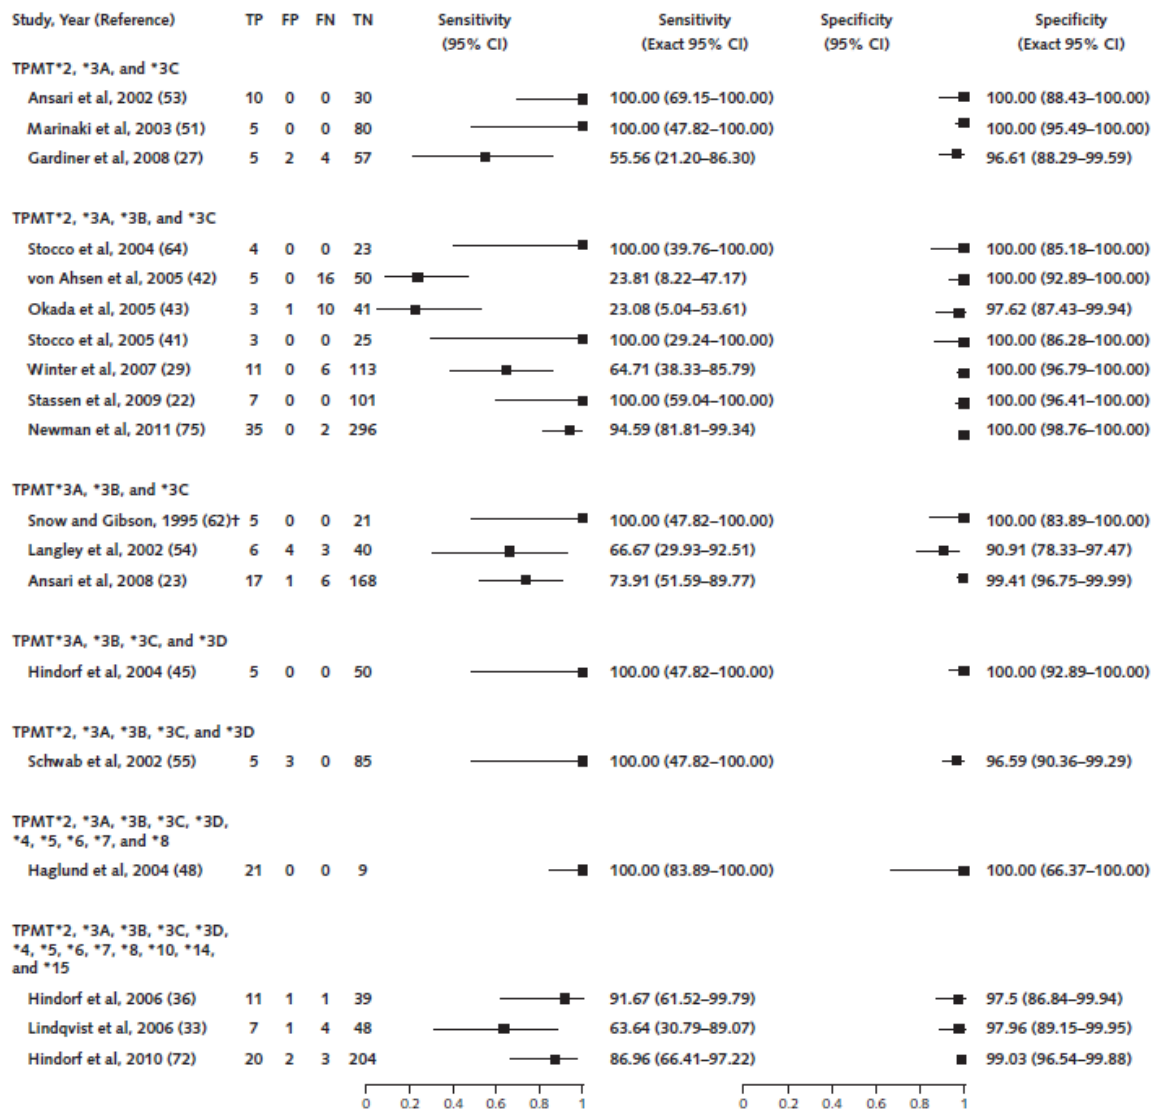 Study, Year (Reference) TP FP FN TN Sensitivity Sensitivity Specificity Specificity
(95% CI) (Exact 95% CI) (95% CI) (Exact 95% CI)
TPMT*2, *3A, and *3C
Ansari et al, 2002 (53) 10 0 0 30 100.00 (69.15–100.00) 100.00 (88.43–100.00)
Marinaki et al, 2003 (51) 5 0 0 80 100.00 (47.82–100.00) 100.00 (95.49–100.00)
Gardiner et al, 2008 (27) 5 2 4 57 55.56 (21.20–86.30) 96.61 (88.29–99.59)
TPMT*2, *3A, *3B, and *3C
Stocco et al, 2004 (64) 4 0 0 23 100.00 (39.76–100.00) 100.00 (85.18–100.00)
von Ahsen et al, 2005 (42) 5 0 16 50 23.81 (8.22–47.17) 100.00 (92.89–100.00)
Okada et al, 2005 (43) 3 1 10 41 23.08 (5.04–53.61) 97.62 (87.43–99.94)
Stocco et al, 2005 (41) 3 0 0 25 100.00 (29.24–100.00) 100.00 (86.28–100.00)
Winter et al, 2007 (29) 11 0 6 113 64.71 (38.33–85.79) 100.00 (96.79–100.00)
Stassen et al, 2009 (22) 7 0 0 101 100.00 (59.04–100.00) 100.00 (96.41–100.00)
Newman et al, 2011 (75) 35 0 2 296 94.59 (81.81–99.34) 100.00 (98.76–100.00)
TPMT*3A, *3B, and *3C
Snow and Gibson, 1995 (62)† 5 0 0 21 100.00 (47.82–100.00) 100.00 (83.89–100.00)
Langley et al, 2002 (54) 6 4 3 40 66.67 (29.93–92.51) 90.91 (78.33–97.47)
Ansari et al, 2008 (23) 17 1 6 168 73.91 (51.59–89.77) 99.41 (96.75–99.99)
TPMT*3A, *3B, *3C, and *3D
Hindorf et al, 2004 (45) 5 0 0 50 100.00 (47.82–100.00) 100.00 (92.89–100.00)
TPMT*2, *3A, *3B, *3C, and *3D
Schwab et al, 2002 (55) 5 3 0 85 100.00 (47.82–100.00) 96.59 (90.36–99.29)
TPMT*2, *3A, *3B, *3C, *3D,
*4, *5, *6, *7, and *8
Haglund et al, 2004 (48) 21 0 0 9 100.00 (83.89–100.00) 100.00 (66.37–100.00)
TPMT*2, *3A, *3B, *3C, *3D,
*4, *5, *6, *7, *8, *10, *14,
and *15
Hindorf et al, 2006 (36) 11 1 1 39 91.67 (61.52–99.79) 97.5 (86.84–99.94)
Lindqvist et al, 2006 (33) 7 1 4 48 63.64 (30.79–89.07) 97.96 (89.15–99.95)
Hindorf et al, 2010 (72) 20 2 3 204 86.96 (66.41–97.22) 99.03 (96.54–99.88)
0 0.2 0.4 0.6 0.8 1 0 0.2 0.4 0.6 0.8 1